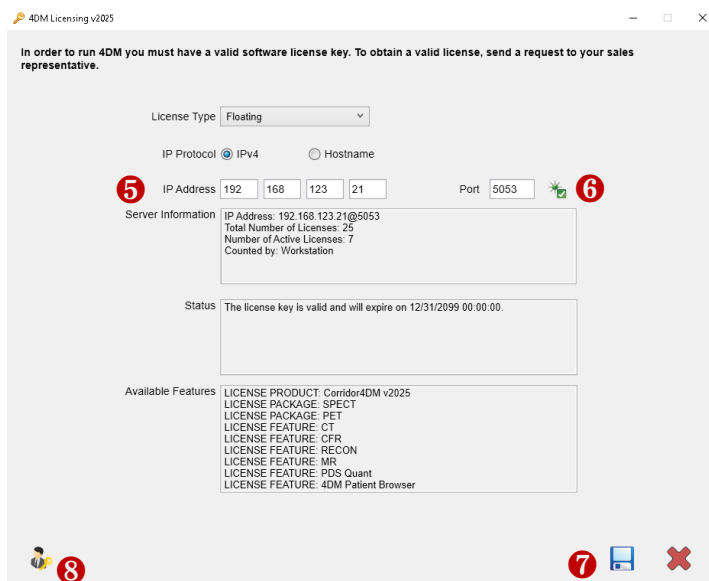 4DM Licensing v2025
In order to run 4DM you must have a valid software license key. To obtain a valid license, send a request to your sales
representative.
License Type Floating
IP Protocol IPv4 Hostname
5 IP Address 192 168 123 21 Port 5053 6
Server Information IP Address: 192.168.123.21@5053
Total Number of Licenses: 25
Number of Active Licenses: 7
Counted by: Workstation
Status The license key is valid and will expire on 12/31/2099 00:00:00.
Available Features LICENSE PRODUCT: Corridor4DM v2025
LICENSE PACKAGE: SPECT
LICENSE PACKAGE: PET
LICENSE FEATURE: CT
LICENSE FEATURE: CFR
LICENSE FEATURE: RECON
LICENSE FEATURE: MR
LICENSE FEATURE: PDS Quant
LICENSE FEATURE: 4DM Patient Browser
8 7